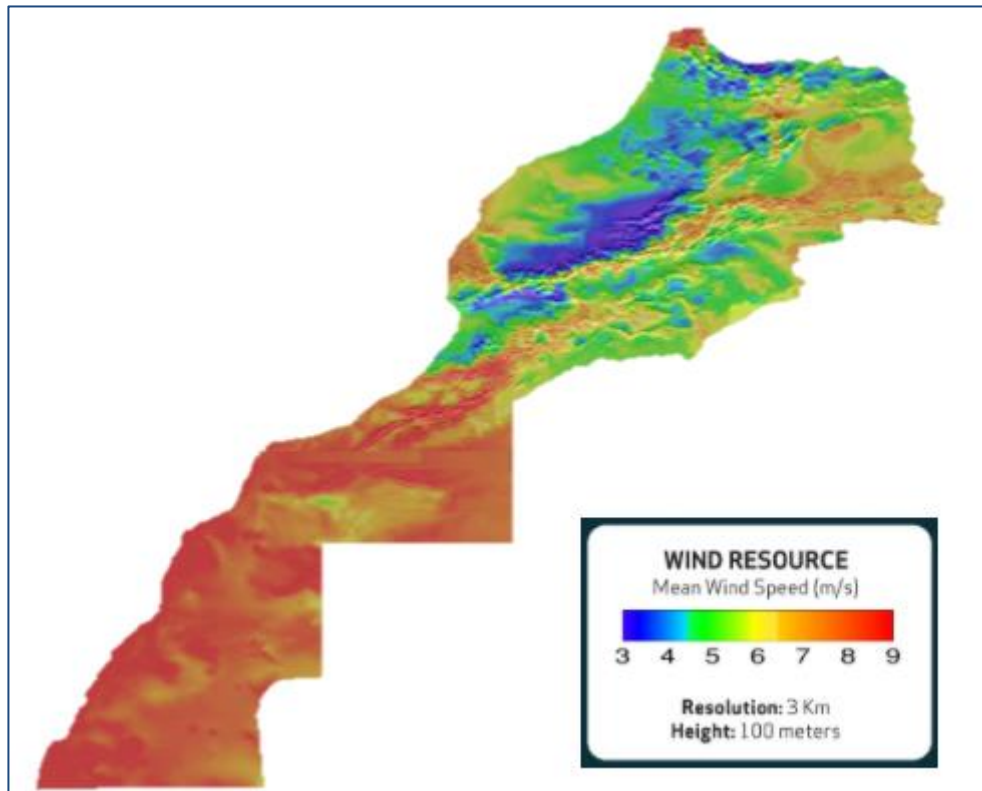 WIND RESOURCE
Mean Wind Speed (m/s)
3 4 5 6 7 8 9
Resolution: 3 Km
Height: 100 meters